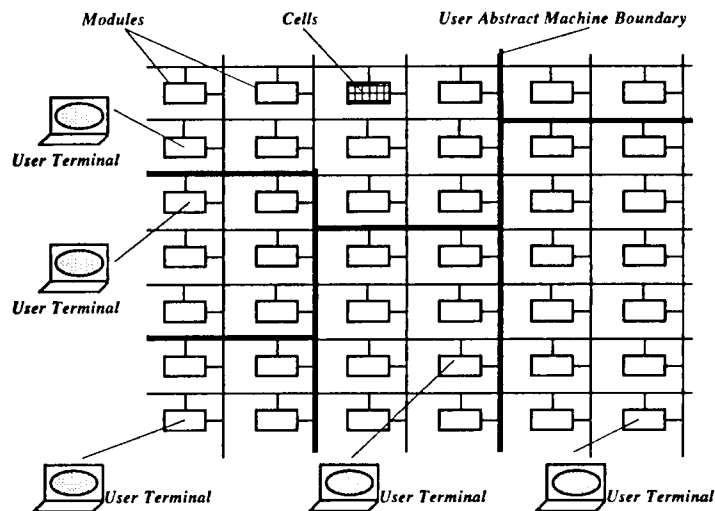 Modules
Cells
User Abstract Machine Boundary
User Terminal
User Terminal
User Terminal
User Terminal
User Terminal